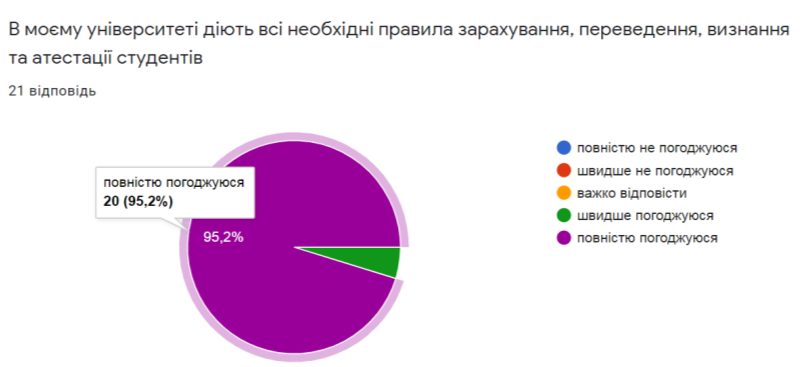 В моєму університеті діють всі необхідні правила зарахування, переведення, визнання
та атестації студентів
21 відповідь
повністю погоджуюся
20 (95,2%)
95,2%
повністю не погоджуюся
швидше не погоджуюся
важко відповісти
швидше погоджуюся
повністю погоджуюся